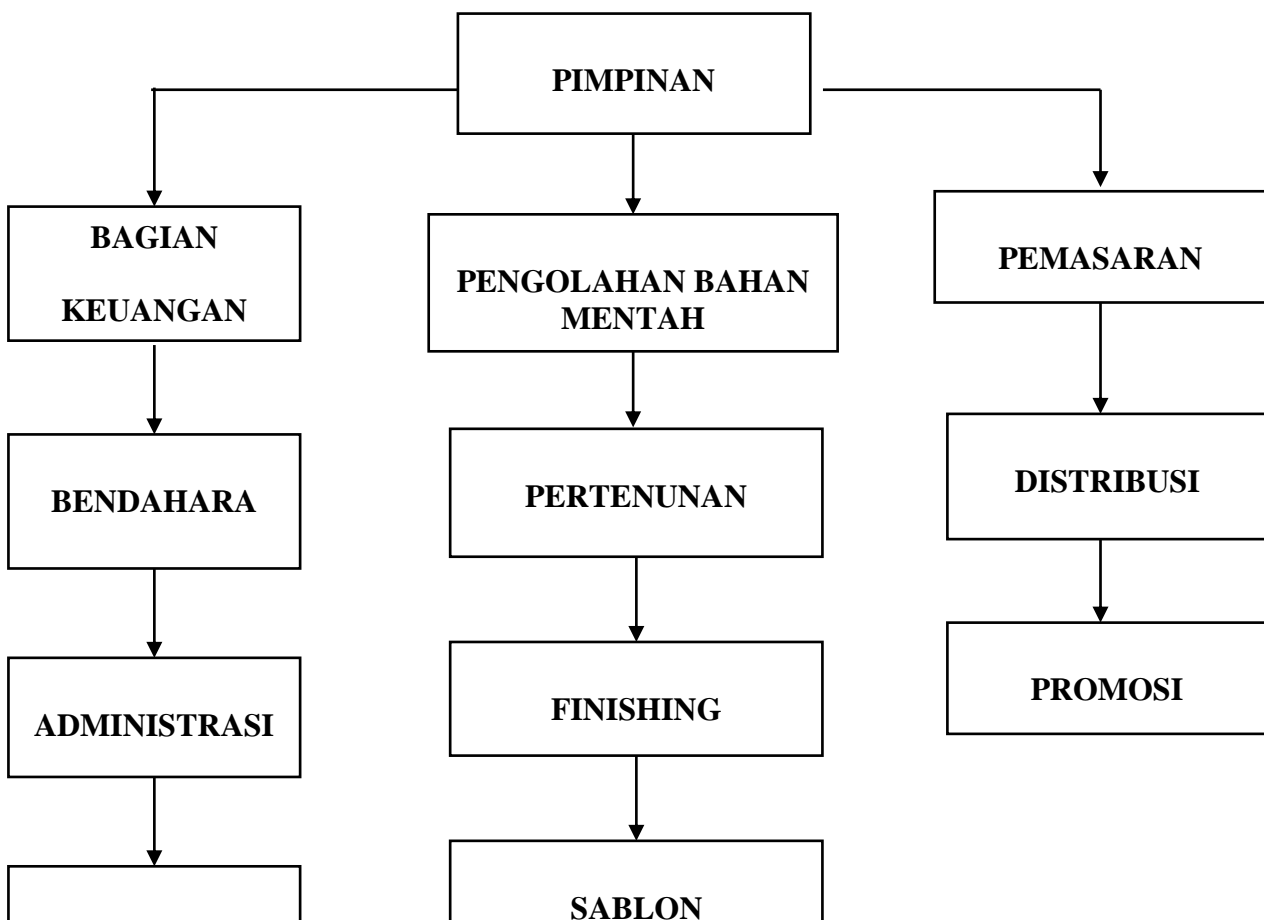 PIMPINAN
BAGIAN
KEUANGAN
PENGOLAHAN BAHAN
MENTAH
PEMASARAN
BENDAHARA
PERTENUNAN
DISTRIBUSI
ADMINISTRASI
FINISHING
PROMOSI
SABLON